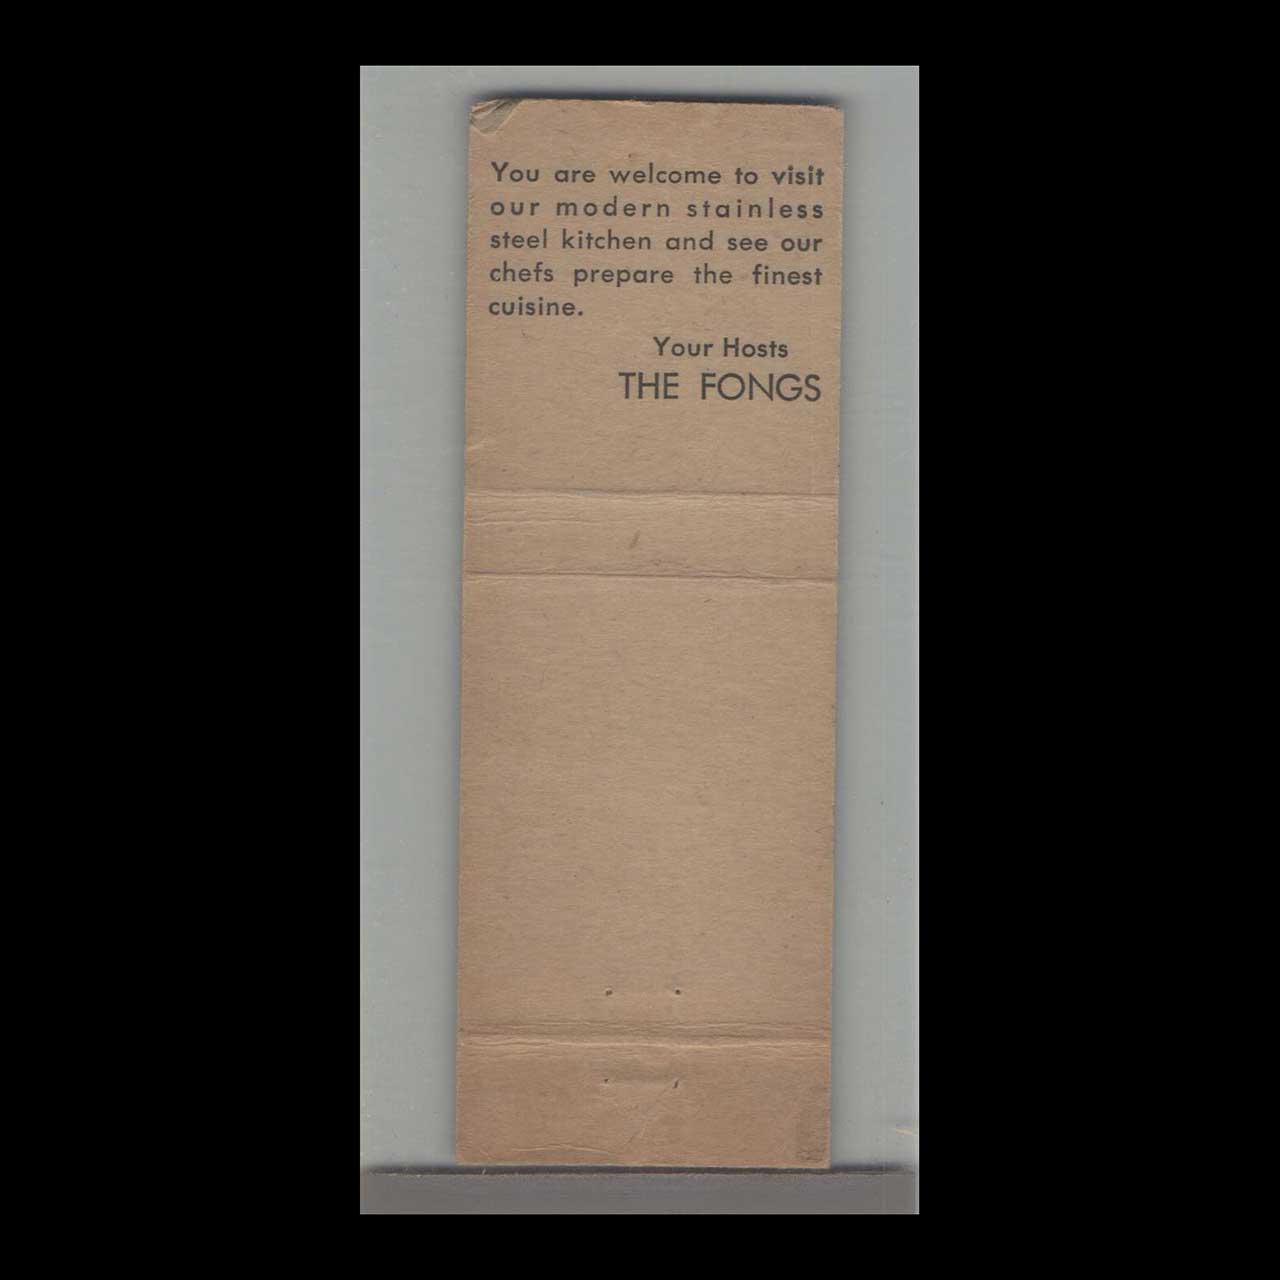 You are welcome to visit
our modern stainless
steel kitchen and see our
chefs prepare the finest
cuisine.
Your Hosts
THE FONGS